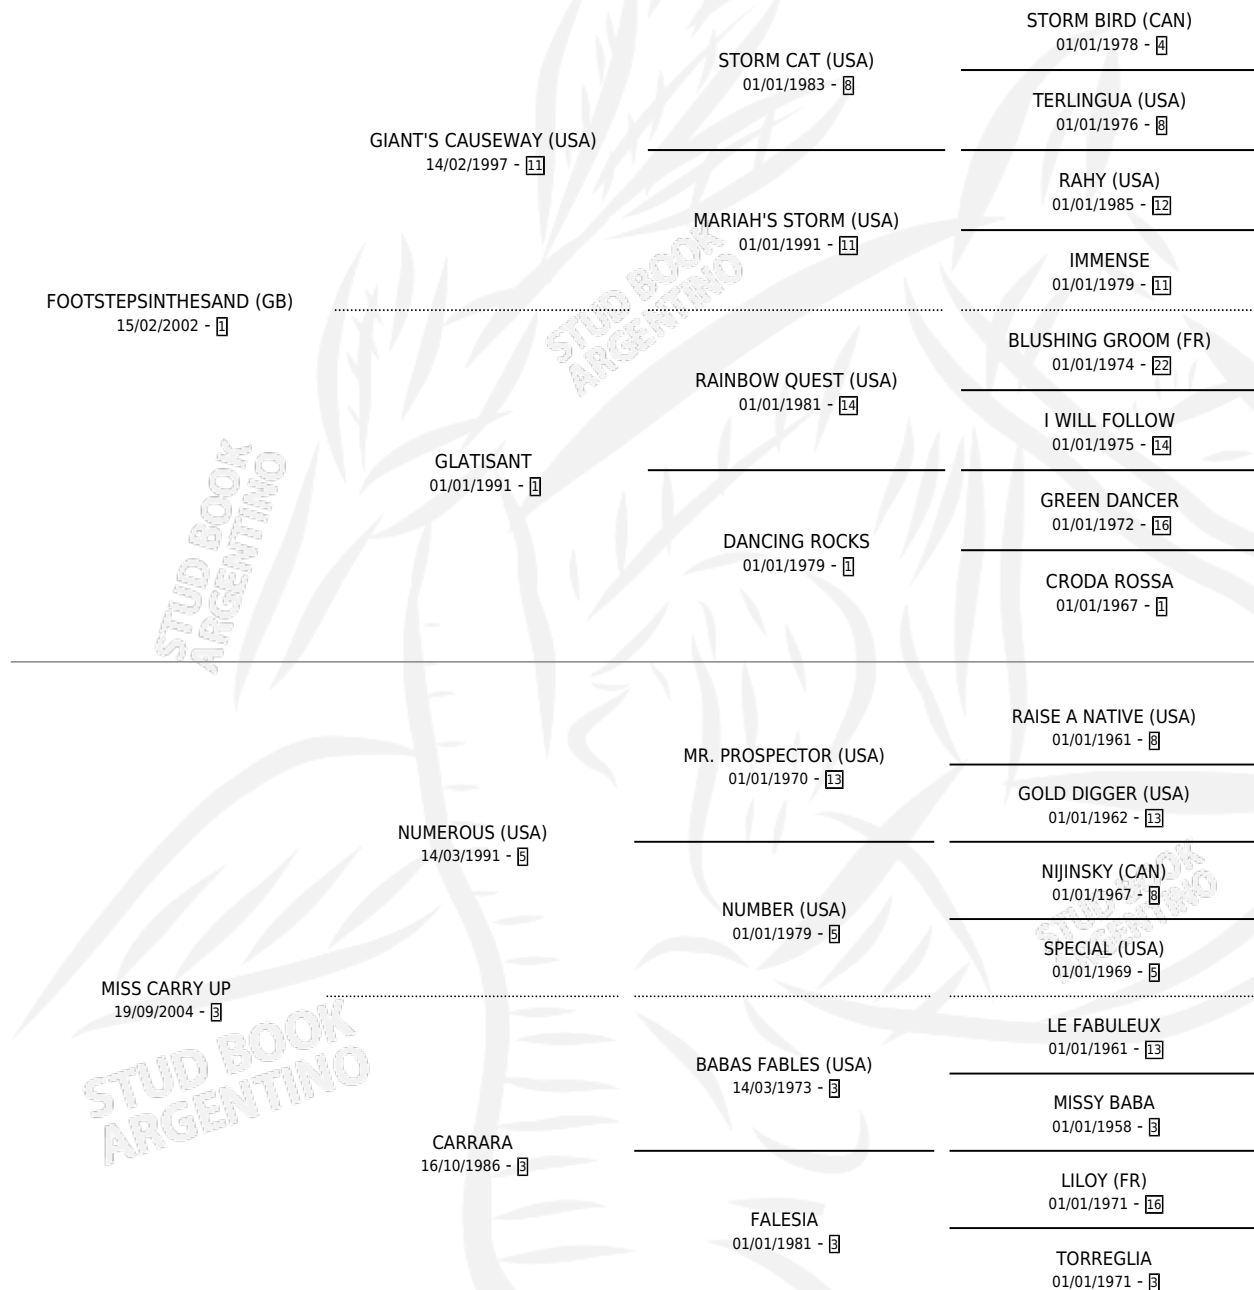 STORM BIRD (CAN)
01/01/1978 - 4
STORM CAT (USA)
01/01/1983 - 8
TERLINGUA (USA)
01/01/1976 - 8
GIANT'S CAUSEWAY (USA)
14/02/1997 - 11
RAHY (USA)
01/01/1985 - 12
MARIAH'S STORM (USA)
01/01/1991 - 11
IMMENSE
01/01/1979 - 11
FOOTSTEPSINTHESAND (GB)
15/02/2002 - 1
BLUSHING GROOM (FR)
01/01/1974 - 22
RAINBOW QUEST (USA)
01/01/1981 - 14
I WILL FOLLOW
01/01/1975 - 14
GLATISANT
01/01/1991 - 1
GREEN DANCER
01/01/1972 - 16
DANCING ROCKS
01/01/1979 - 1
CRODA ROSSA
01/01/1967 - 1
RAISE A NATIVE (USA)
01/01/1961 - 8
MR. PROSPECTOR (USA)
01/01/1970 - 13
GOLD DIGGER (USA)
01/01/1962 - 13
NUMEROUS (USA)
14/03/1991 - 5
NIJINSKY (CAN)
01/01/1967 - 8
NUMBER (USA)
01/01/1979 - 5
SPECIAL (USA)
01/01/1969 - 5
MISS CARRY UP
19/09/2004 - 3
LE FABULEUX
01/01/1961 - 13
BABAS FABLES (USA)
14/03/1973 - 3
MISSY BABA
01/01/1958 - 3
CARRARA
16/10/1986 - 3
LILOY (FR)
01/01/1971 - 16
FALESIA
01/01/1981 - 3
TORREGLIA
01/01/1971 - 3
STUD BOOK
ARGENTINO
STUD BOOK
ARGENTINO
STUD BOOK
ARGENTINO
STUD BOOK
ARGENTINO